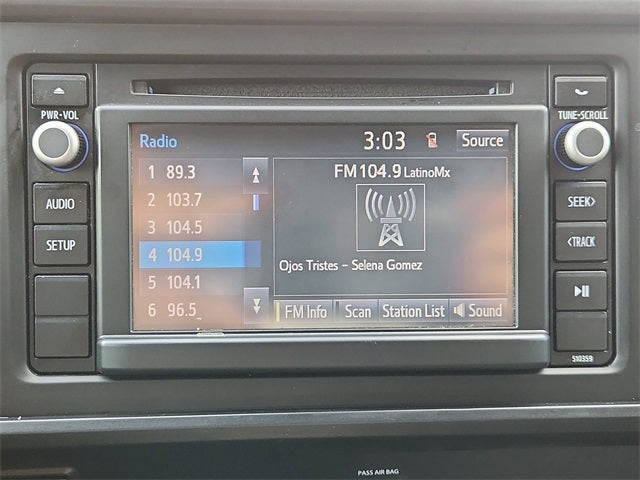 PWR•VOL
AUDIO
SETUP
Radio
3:03
Source
1 89.3
2 103.7
3 104.5
4 104.9
5 104.1
6 96.5
FM 104.9 LatinoMx
Ojos Tristes – Selena Gomez
FM Info
Scan
Station List
Sound
TUNE•SCROLL
SEEK>
<TRACK
510359
PASS AIR BAG